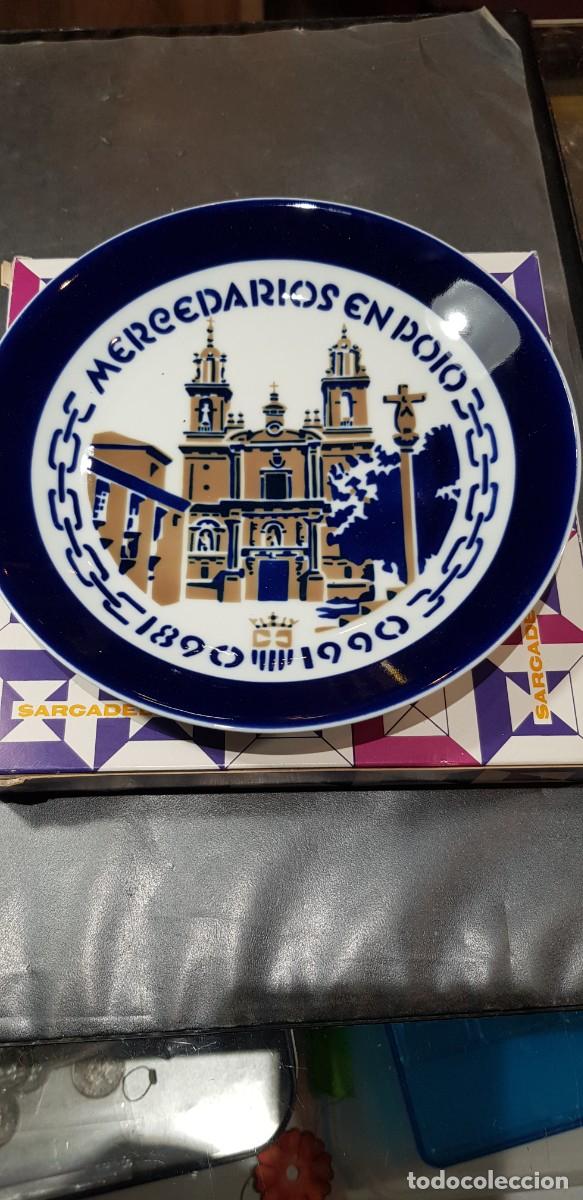 MERCEDARIOS EN POIO
1890 1990
SARGADE
SARGADE
todocoleccion